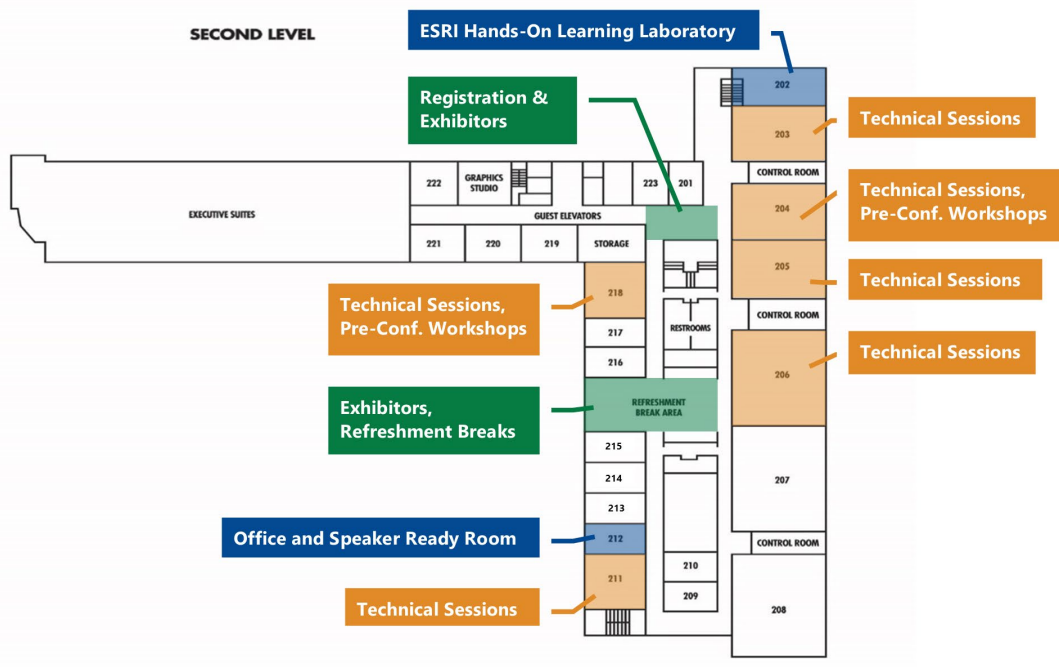 SECOND LEVEL
ESRI Hands-On Learning Laboratory
Registration &
Exhibitors
202
Technical Sessions
203
CONTROL ROOM
222
GRAPHICS
STUDIO
223
201
Technical Sessions,
Pre-Conf. Workshops
204
EXECUTIVE SUITES
GUEST ELEVATORS
221
220
219
STORAGE
205
Technical Sessions
Technical Sessions,
Pre-Conf. Workshops
218
CONTROL ROOM
217
RESTROOMS
216
206
Technical Sessions
Exhibitors,
Refreshment Breaks
REFRESHMENT
BREAK AREA
215
214
207
213
Office and Speaker Ready Room
212
CONTROL ROOM
210
211
209
Technical Sessions
208